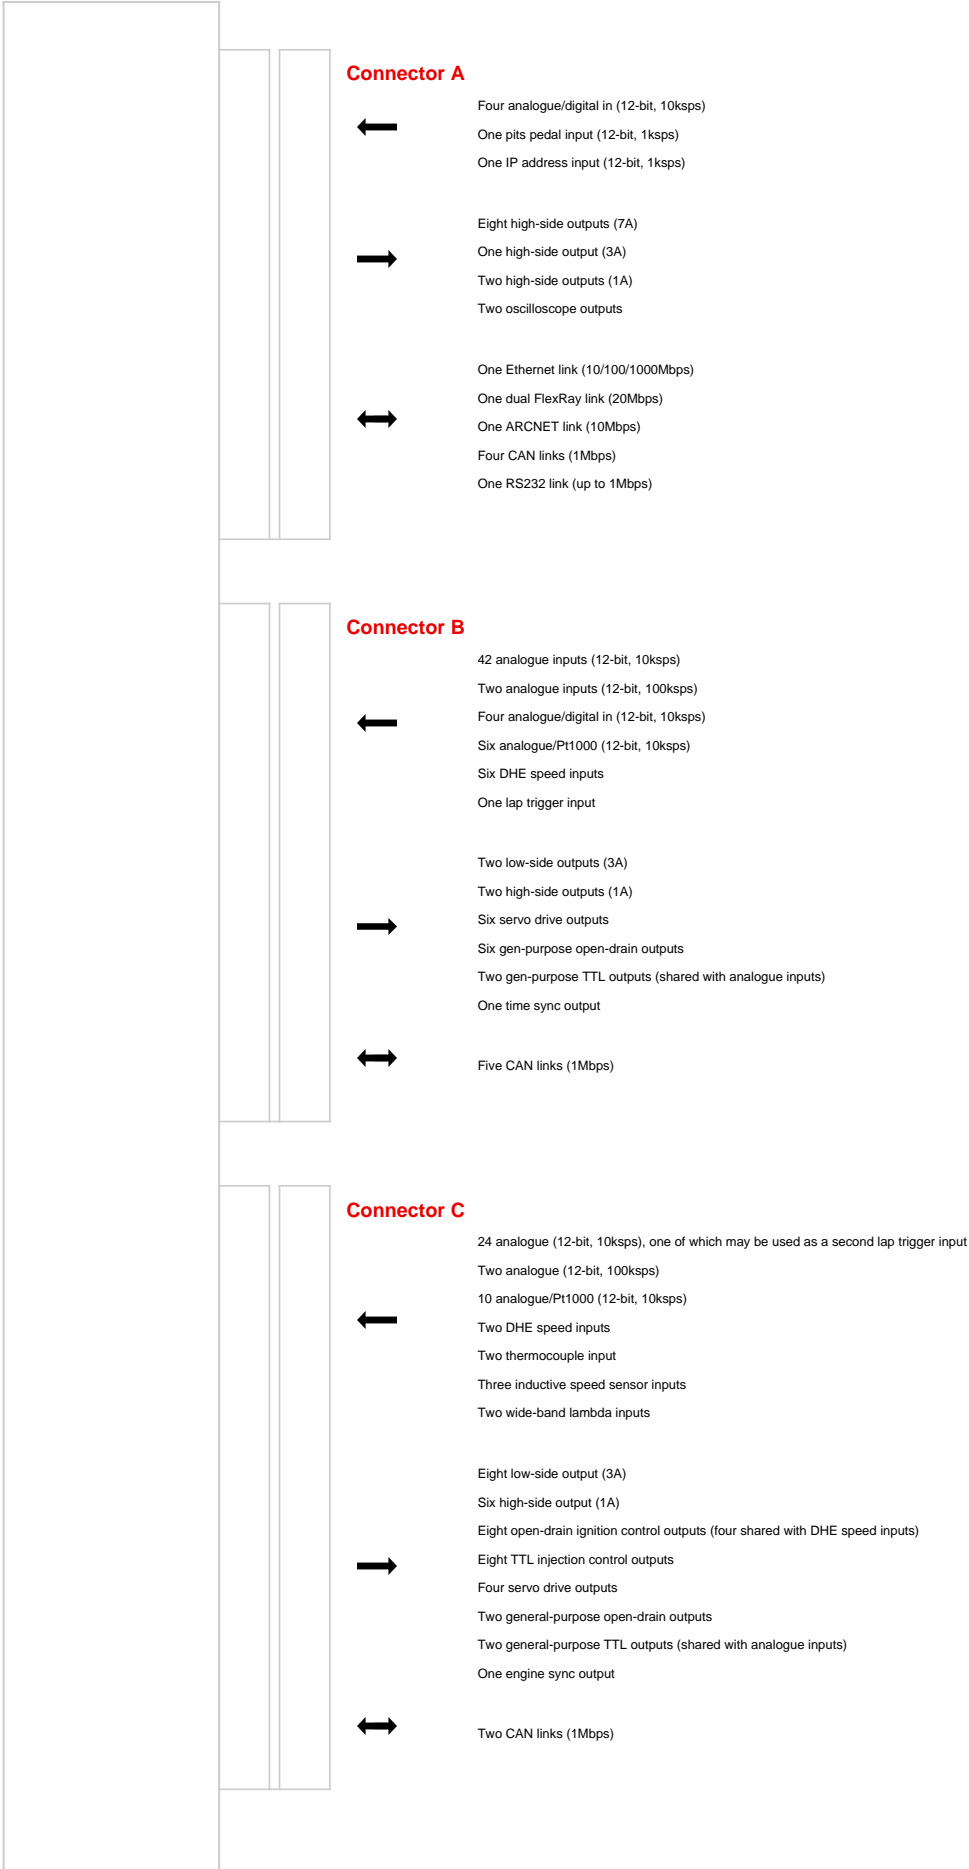 Connector A
Four analogue/digital in (12-bit, 10ksps)
One pits pedal input (12-bit, 1ksps)
One IP address input (12-bit, 1ksps)
Eight high-side outputs (7A)
One high-side output (3A)
Two high-side outputs (1A)
Two oscilloscope outputs
One Ethernet link (10/100/1000Mbps)
One dual FlexRay link (20Mbps)
One ARCNET link (10Mbps)
Four CAN links (1Mbps)
One RS232 link (up to 1Mbps)
Connector B
42 analogue inputs (12-bit, 10ksps)
Two analogue inputs (12-bit, 100ksps)
Four analogue/digital in (12-bit, 10ksps)
Six analogue/Pt1000 (12-bit, 10ksps)
Six DHE speed inputs
One lap trigger input
Two low-side outputs (3A)
Two high-side outputs (1A)
Six servo drive outputs
Six gen-purpose open-drain outputs
Two gen-purpose TTL outputs (shared with analogue inputs)
One time sync output
Five CAN links (1Mbps)
Connector C
24 analogue (12-bit, 10ksps), one of which may be used as a second lap trigger input
Two analogue (12-bit, 100ksps)
10 analogue/Pt1000 (12-bit, 10ksps)
Two DHE speed inputs
Two thermocouple input
Three inductive speed sensor inputs
Two wide-band lambda inputs
Eight low-side output (3A)
Six high-side output (1A)
Eight open-drain ignition control outputs (four shared with DHE speed inputs)
Eight TTL injection control outputs
Four servo drive outputs
Two general-purpose open-drain outputs
Two general-purpose TTL outputs (shared with analogue inputs)
One engine sync output
Two CAN links (1Mbps)